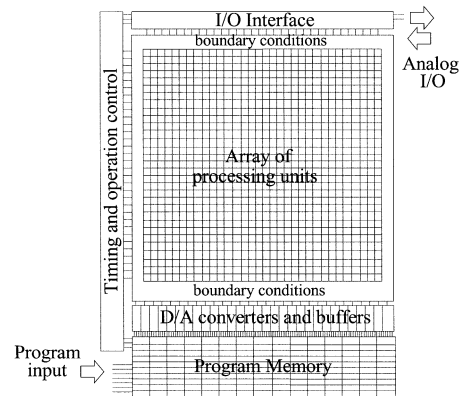 I/O Interface
boundary conditions
Analog
I/O
Timing and operation control
Array of
processing units
boundary conditions
D/A converters and buffers
Program
input
Program Memory